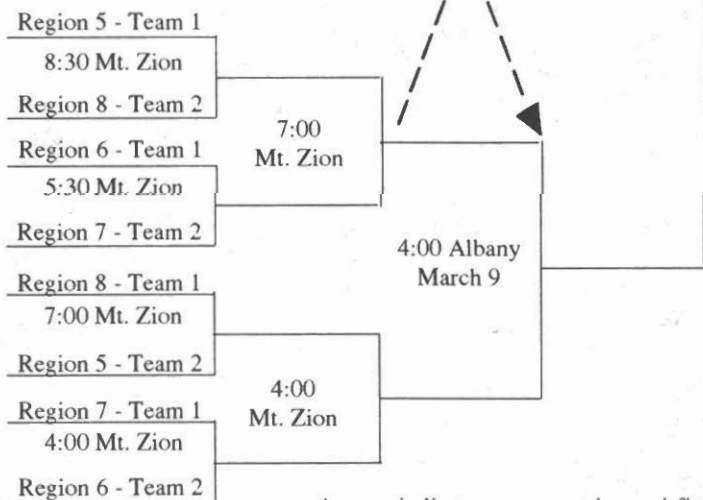 Region 5 - Team 1
8:30 Mt. Zion
Region 8 - Team 2
7:00
Mt. Zion
Region 6 - Team 1
5:30 Mt. Zion
Region 7 - Team 2
4:00 Albany
March 9
Region 8 - Team 1
7:00 Mt. Zion
Region 5 - Team 2
4:00
Mt. Zion
Region 7 - Team 1
4:00 Mt. Zion
Region 6 - Team 2